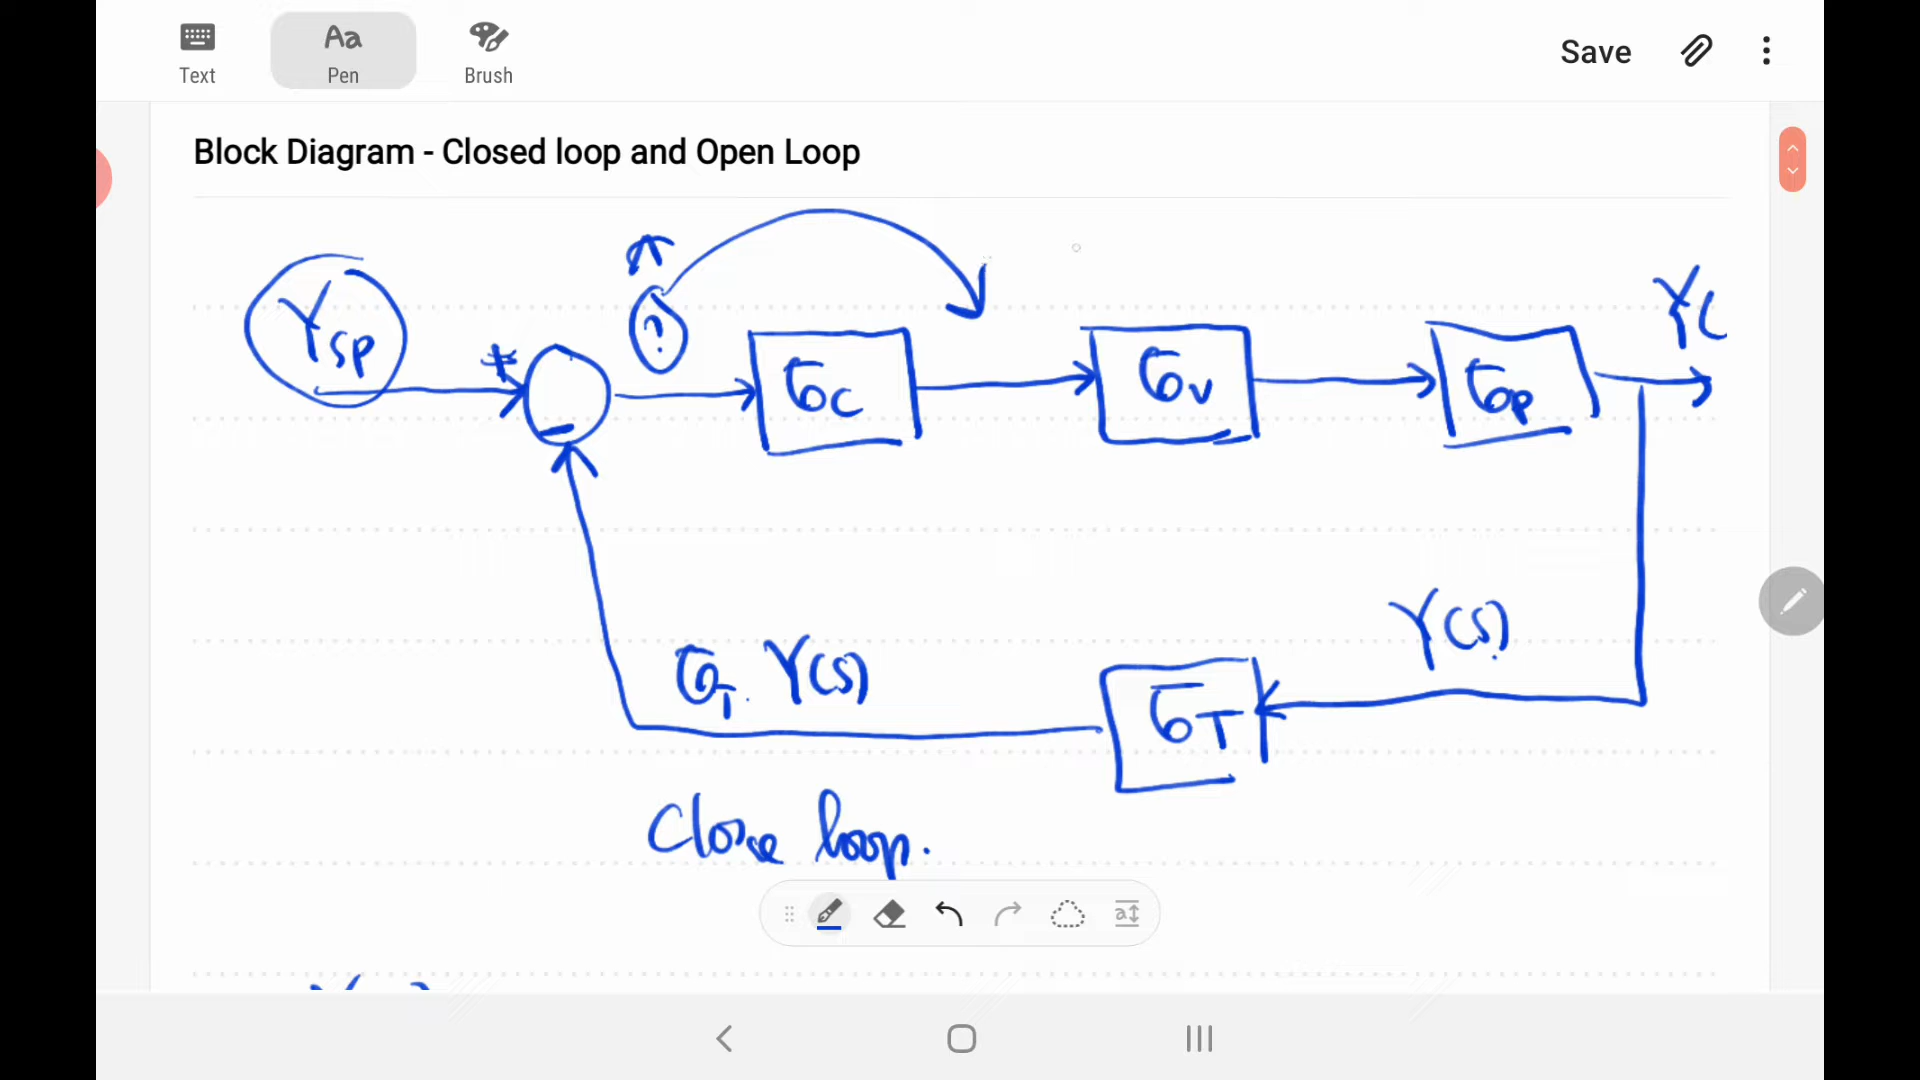 Text
Aa
Pen
Brush
Save
Block Diagram - Closed loop and Open Loop
Ysp
?
Gc
Gv
Gp
Y(
Y(s)
GT. Y(s)
GT
Close loop.